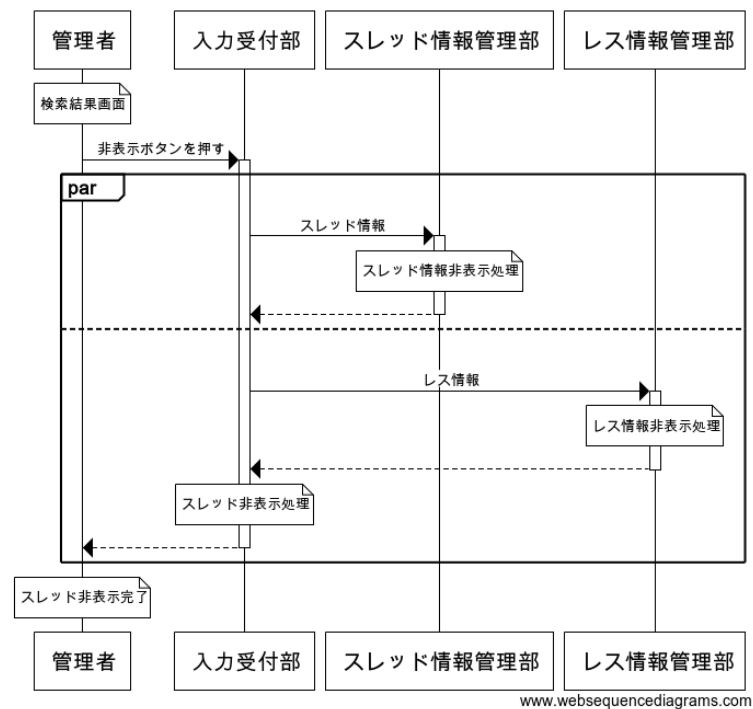 管理者
入力受付部
スレッド情報管理部
レス情報管理部
検索結果画面
非表示ボタンを押す
par
スレッド情報
スレッド情報非表示処理
レス情報
レス情報非表示処理
スレッド非表示処理
スレッド非表示完了
管理者
入力受付部
スレッド情報管理部
レス情報管理部
www.websequencediagrams.com